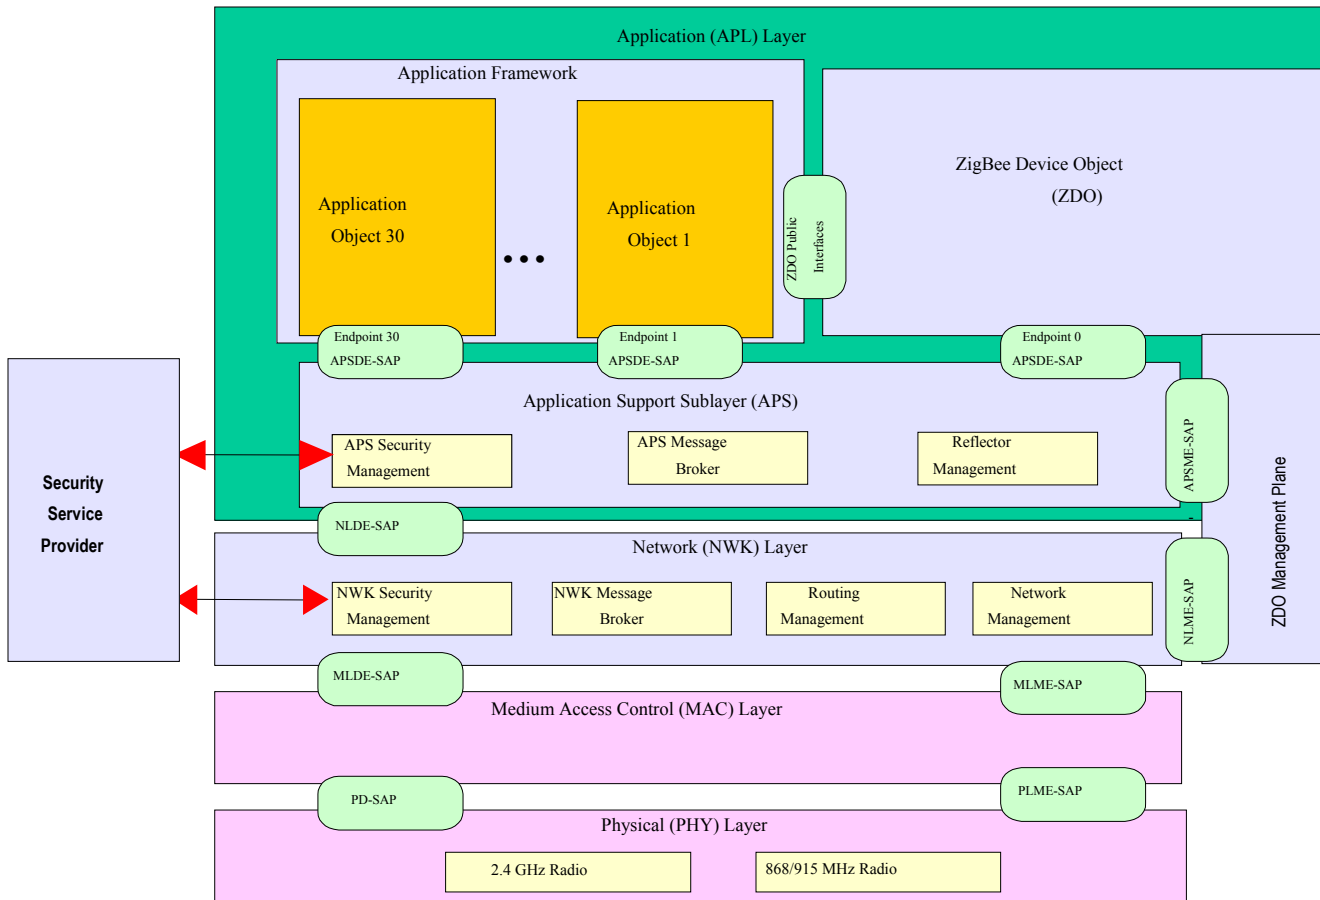 Application (APL) Layer
Application Framework
Application
Object 30
Application
Object 1
ZDO Public
Interfaces
ZigBee Device Object
(ZDO)
Endpoint 30
APSDE-SAP
Endpoint 1
APSDE-SAP
Endpoint 0
APSDE-SAP
Application Support Sublayer (APS)
APS Security
Management
APS Message
Broker
Reflector
Management
APSME-SAP
Security
Service
Provider
NLDE-SAP
Network (NWK) Layer
NWK Security
Management
NWK Message
Broker
Routing
Management
Network
Management
NLME-SAP
ZDO Management Plane
MLDE-SAP
MLME-SAP
Medium Access Control (MAC) Layer
PD-SAP
PLME-SAP
Physical (PHY) Layer
2.4 GHz Radio
868/915 MHz Radio